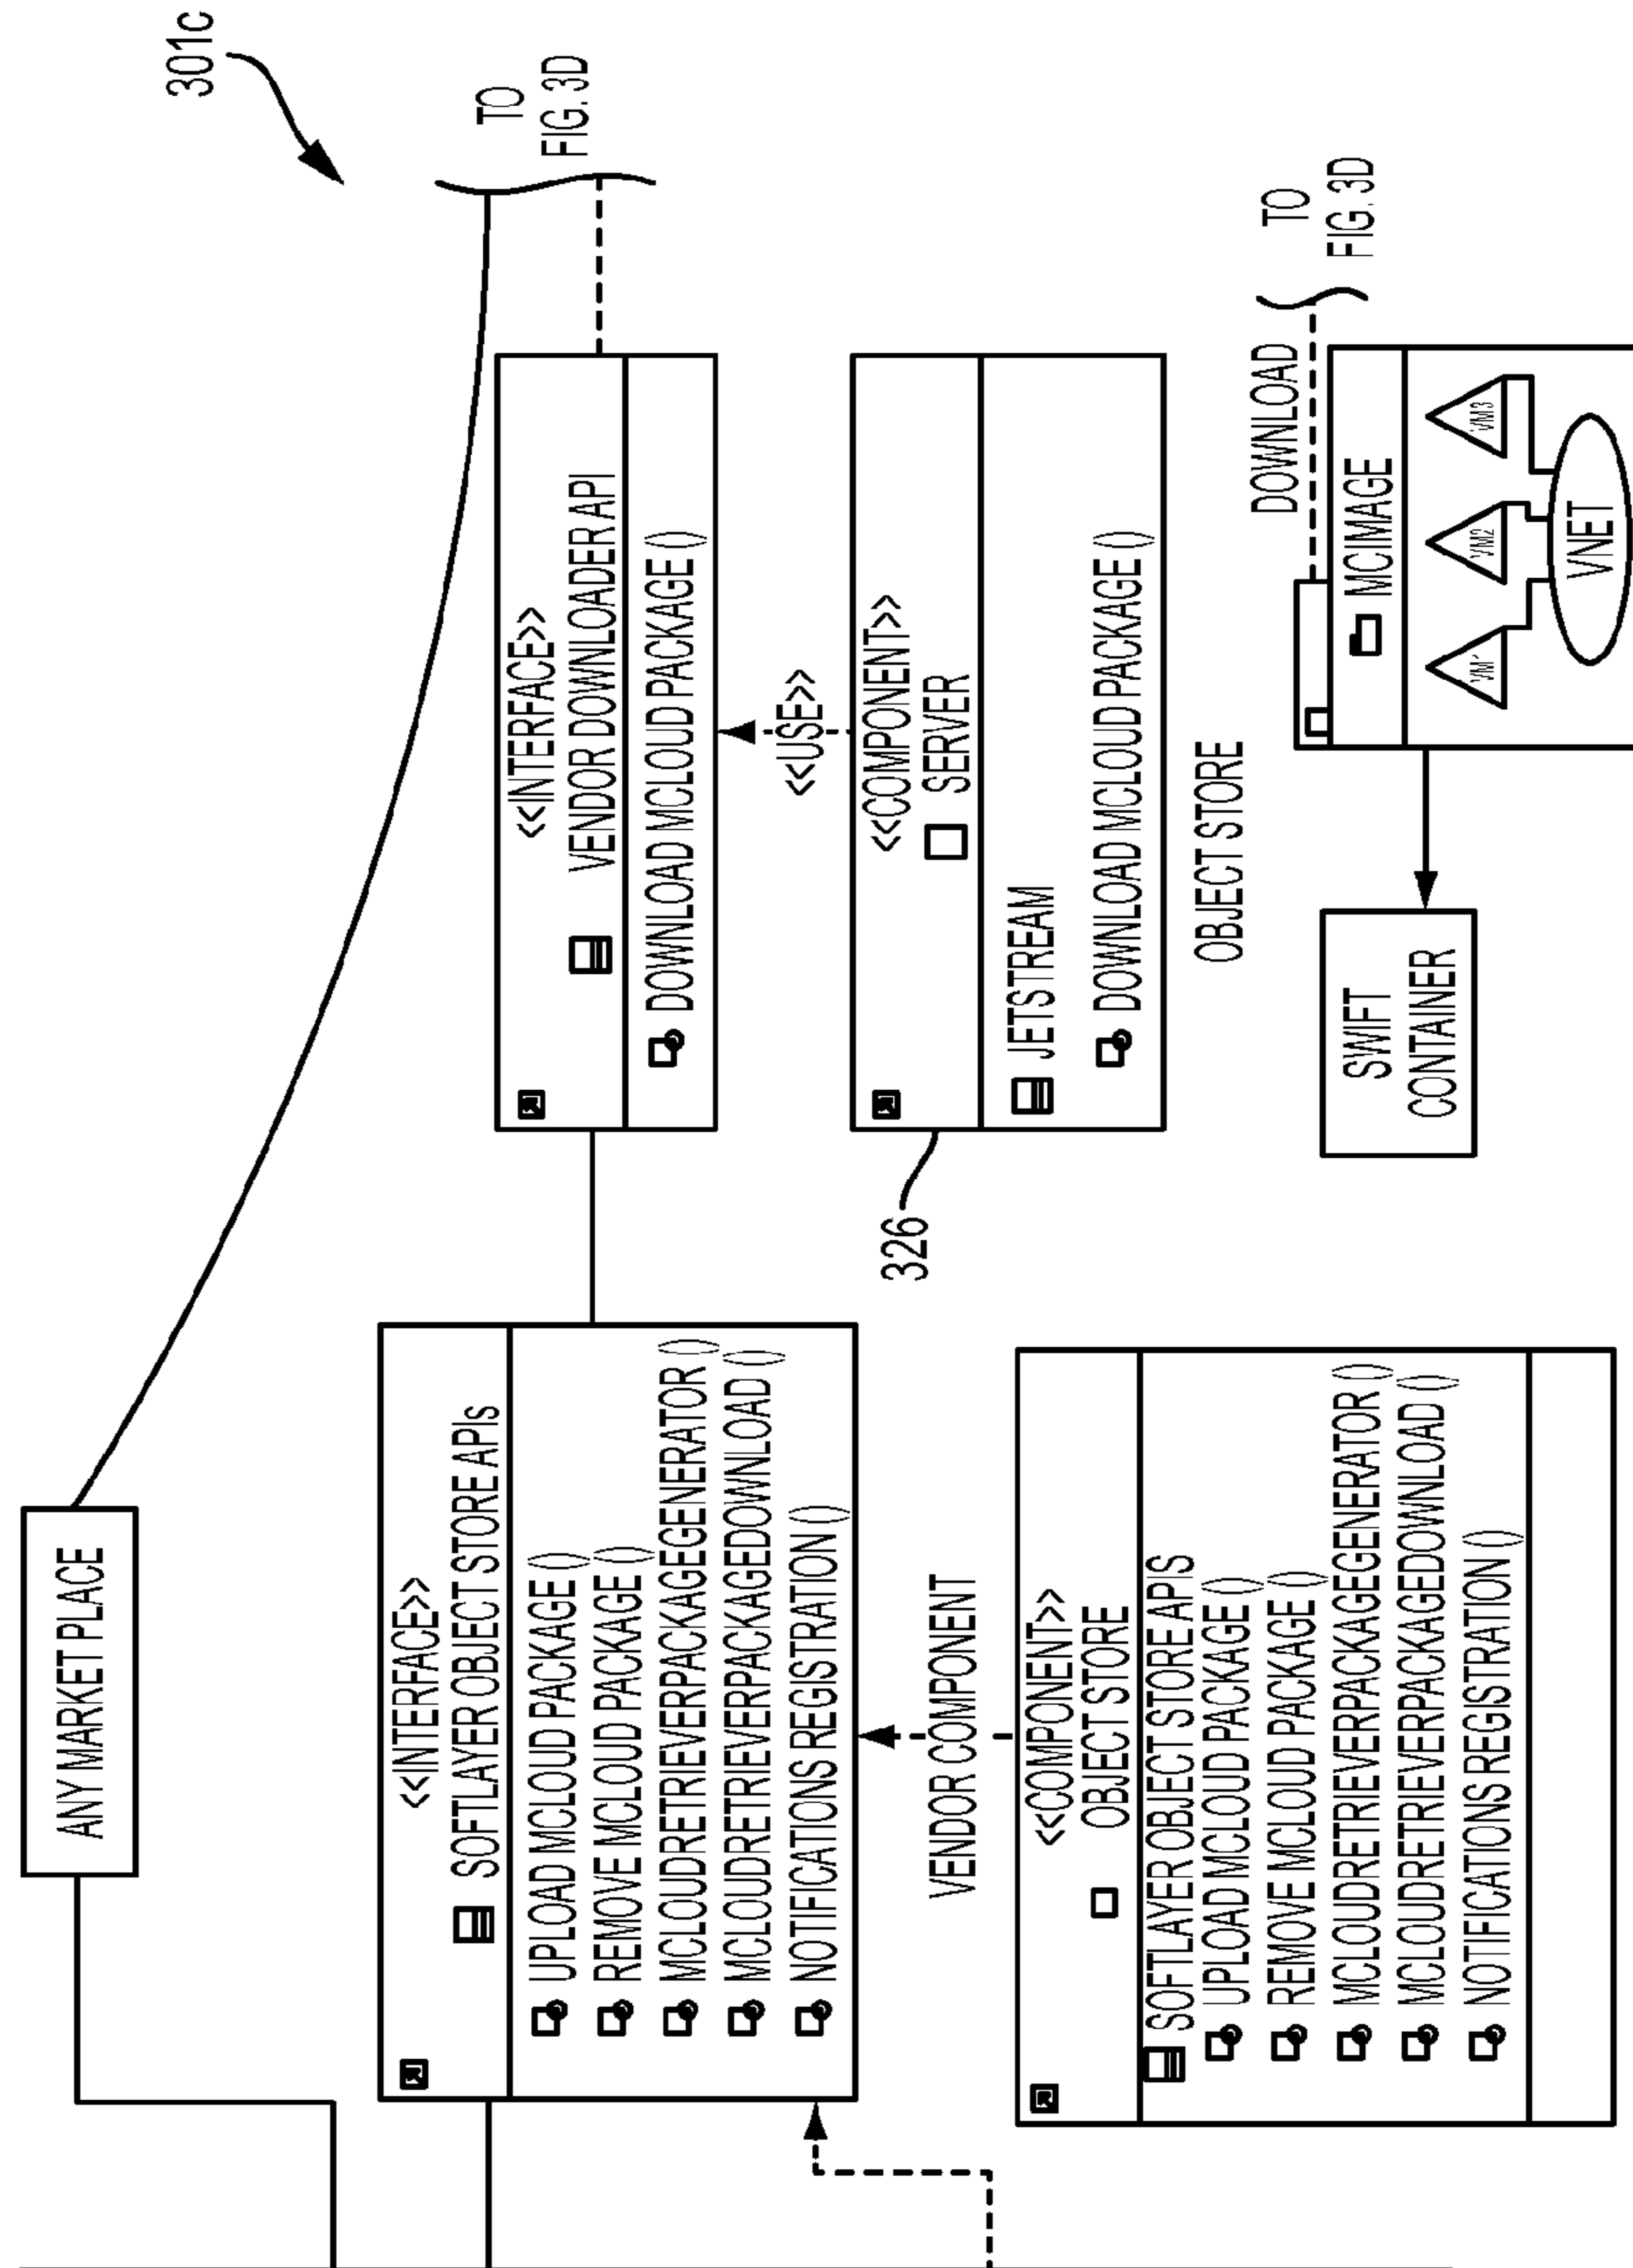 301c
ANY MARKET PLACE
TO
FIG. 3D
<<INTERFACE>>
SOFTLAYER OBJECT STORE APIs
UPLOAD MCLOUD PACKAGE ()
REMOVE MCLOUD PACKAGE ()
MCLOUDRETRIEVERPACKAGEGENERATOR ()
MCLOUDRETRIEVERPACKAGEDOWNLOAD ()
NOTIFICATIONS REGISTRATION ()
<<INTERFACE>>
VENDOR DOWNLOADER API
DOWNLOAD MCLOUD PACKAGE ()
<<USE>>
VENDOR COMPONENT
326
<<COMPONENT>>
SERVER
JETSTREAM
DOWNLOAD MCLOUD PACKAGE ()
<<COMPONENT>>
OBJECT STORE
SOFTLAYER OBJECT STORE APIS
UPLOAD MCLOUD PACKAGE ()
REMOVE MCLOUD PACKAGE ()
MCLOUDRETRIEVERPACKAGEGENERATOR ()
MCLOUDRETRIEVERPACKAGEDOWNLOAD ()
NOTIFICATIONS REGISTRATION ()
OBJECT STORE
SWIFT
CONTAINER
DOWNLOAD
TO
FIG. 3D
MCIMAGE
VM2
VM3
VNET